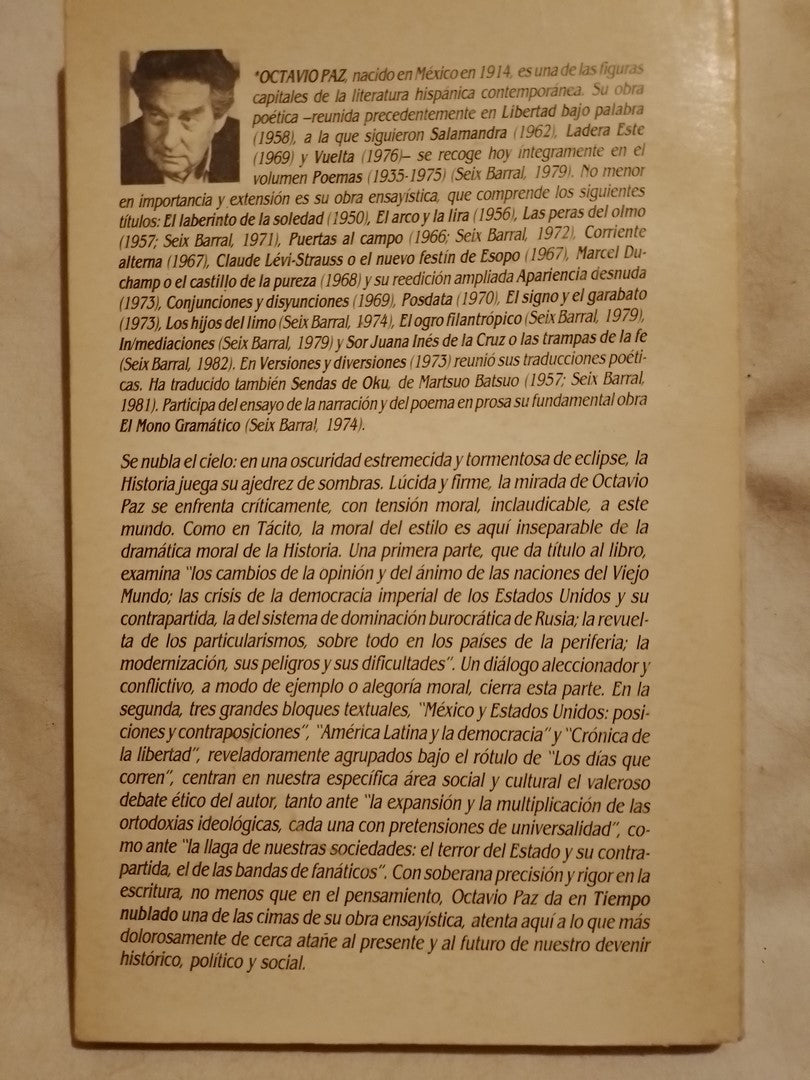 *OCTAVIO PAZ, nacido en México en 1914, es una de las figuras
capitales de la literatura hispánica contemporánea. Su obra
poética –reunida precedentemente en Libertad bajo palabra
(1958), a la que siguieron Salamandra (1962), Ladera Este
(1969) y Vuelta (1976)– se recoge hoy íntegramente en el
volumen Poemas (1935-1975) (Seix Barral, 1979). No menor
en importancia y extensión es su obra ensayística, que comprende los siguientes
títulos: El laberinto de la soledad (1950), El arco y la lira (1956), Las peras del olmo
(1957; Seix Barral, 1971), Puertas al campo (1966; Seix Barral, 1972), Corriente
alterna (1967), Claude Lévi-Strauss o el nuevo festín de Esopo (1967), Marcel Du-
champ o el castillo de la pureza (1968) y su reedición ampliada Apariencia desnuda
(1973), Conjunciones y disyunciones (1969), Posdata (1970), El signo y el garabato
(1973), Los hijos del limo (Seix Barral, 1974), El ogro filantrópico (Seix Barral, 1979),
In/mediaciones (Seix Barral, 1979) y Sor Juana Inés de la Cruz o las trampas de la fe
(Seix Barral, 1982). En Versiones y diversiones (1973) reunió sus traducciones poéti-
cas. Ha traducido también Sendas de Oku, de Martsuo Batsuo (1957; Seix Barral,
1981). Participa del ensayo de la narración y del poema en prosa su fundamental obra
El Mono Gramático (Seix Barral, 1974).
Se nubla el cielo: en una oscuridad estremecida y tormentosa de eclipse, la
Historia juega su ajedrez de sombras. Lúcida y firme, la mirada de Octavio
Paz se enfrenta críticamente, con tensión moral, inclaudicable, a este
mundo. Como en Tácito, la moral del estilo es aquí inseparable de la
dramática moral de la Historia. Una primera parte, que da título al libro,
examina "los cambios de la opinión y del ánimo de las naciones del Viejo
Mundo; las crisis de la democracia imperial de los Estados Unidos y su
contrapartida, la del sistema de dominación burocrática de Rusia; la revuel-
ta de los particularismos, sobre todo en los países de la periferia; la
modernización, sus peligros y sus dificultades". Un diálogo aleccionador y
conflictivo, a modo de ejemplo o alegoría moral, cierra esta parte. En la
segunda, tres grandes bloques textuales, "México y Estados Unidos: posi-
ciones y contraposiciones", "América Latina y la democracia" y "Crónica de
la libertad", reveladoramente agrupados bajo el rótulo de "Los días que
corren", centran en nuestra específica área social y cultural el valeroso
debate ético del autor, tanto ante "la expansión y la multiplicación de las
ortodoxias ideológicas, cada una con pretensiones de universalidad", co-
mo ante "la llaga de nuestras sociedades: el terror del Estado y su contra-
partida, el de las bandas de fanáticos". Con soberana precisión y rigor en la
escritura, no menos que en el pensamiento, Octavio Paz da en Tiempo
nublado una de las cimas de su obra ensayística, atenta aquí a lo que más
dolorosamente de cerca atañe al presente y al futuro de nuestro devenir
histórico, político y social.